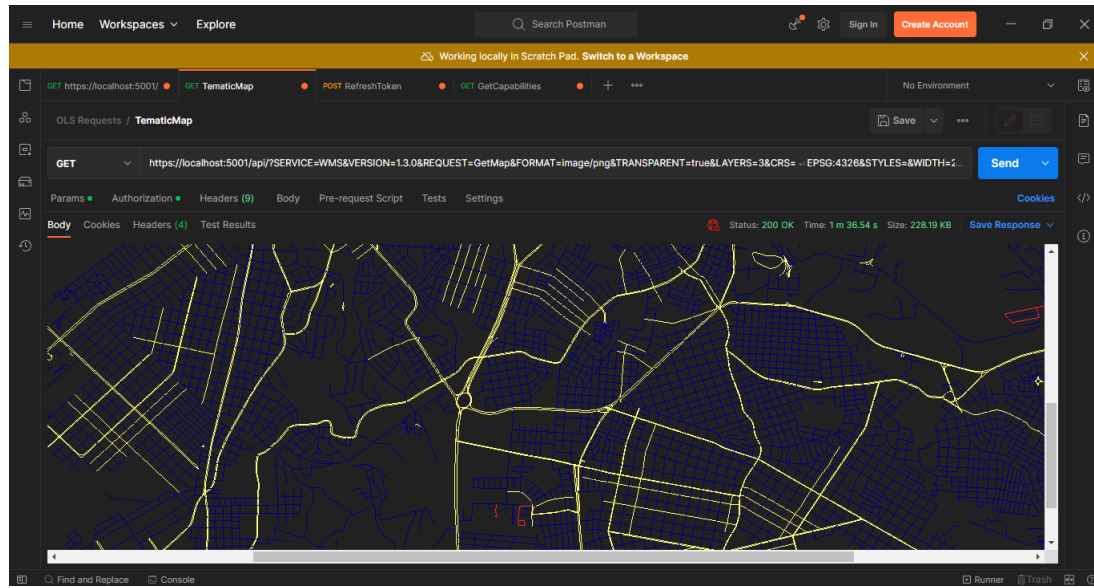 Home Workspaces Explore Search Postman Sign In Create Account
Working locally in Scratch Pad. Switch to a Workspace
GET https://localhost:5001/ GET TematicMap POST RefreshToken GET GetCapabilities No Environment
OLS Requests / TematicMap Save
GET https://localhost:5001/api/?SERVICE=WMS&VERSION=1.3.0&REQUEST=GetMap&FORMAT=image/png&TRANSPARENT=true&LAYERS=3&CRS= ↵ EPSG:4326&STYLES=&WIDTH=2... Send
Params Authorization Headers (9) Body Pre-request Script Tests Settings Cookies
Body Cookies Headers (4) Test Results Status: 200 OK Time: 1 m 36.54 s Size: 228.19 KB Save Response
Find and Replace Console Runner Trash